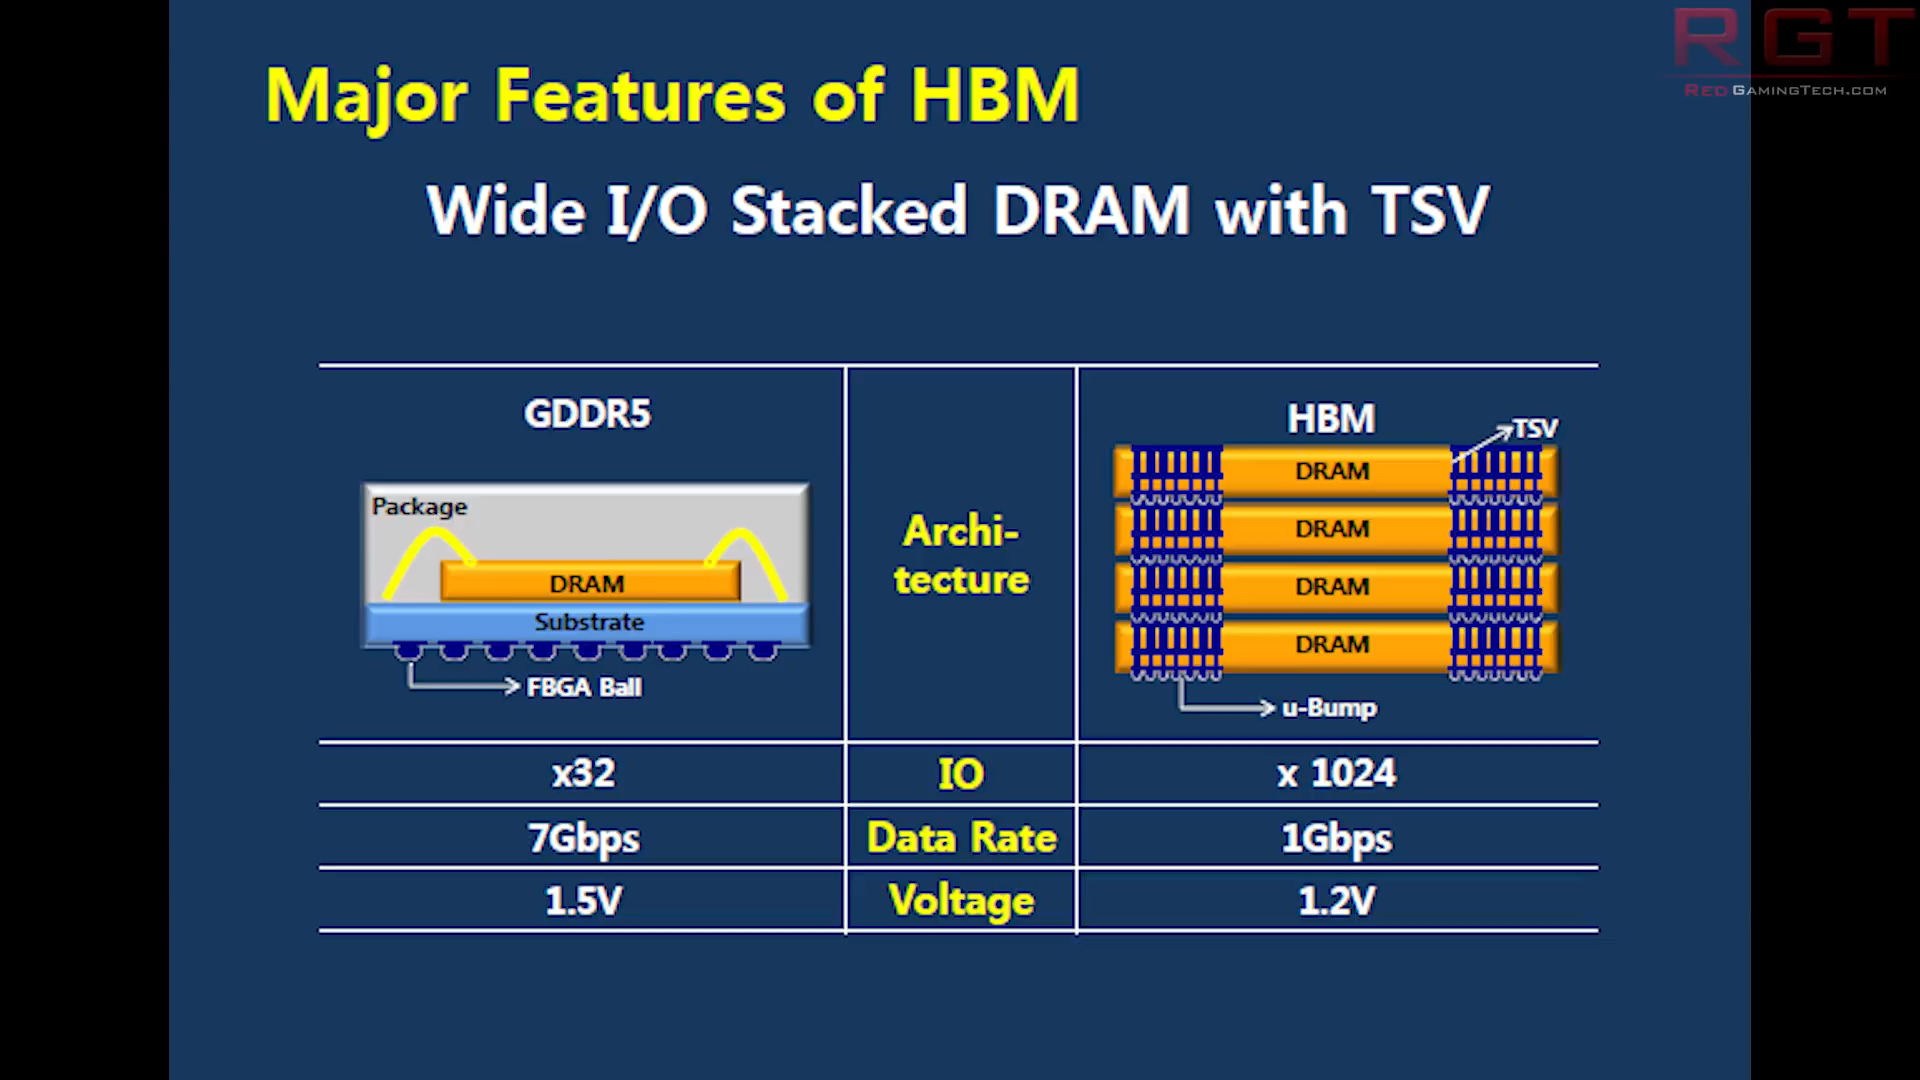 RGT
RedGamingTech.com
Major Features of HBM
Wide I/O Stacked DRAM with TSV
GDDR5
Package
DRAM
Substrate
FBGA Ball
Archi-
tecture
HBM
TSV
DRAM
DRAM
DRAM
DRAM
u-Bump
x32 IO x 1024
7Gbps Data Rate 1Gbps
1.5V Voltage 1.2V